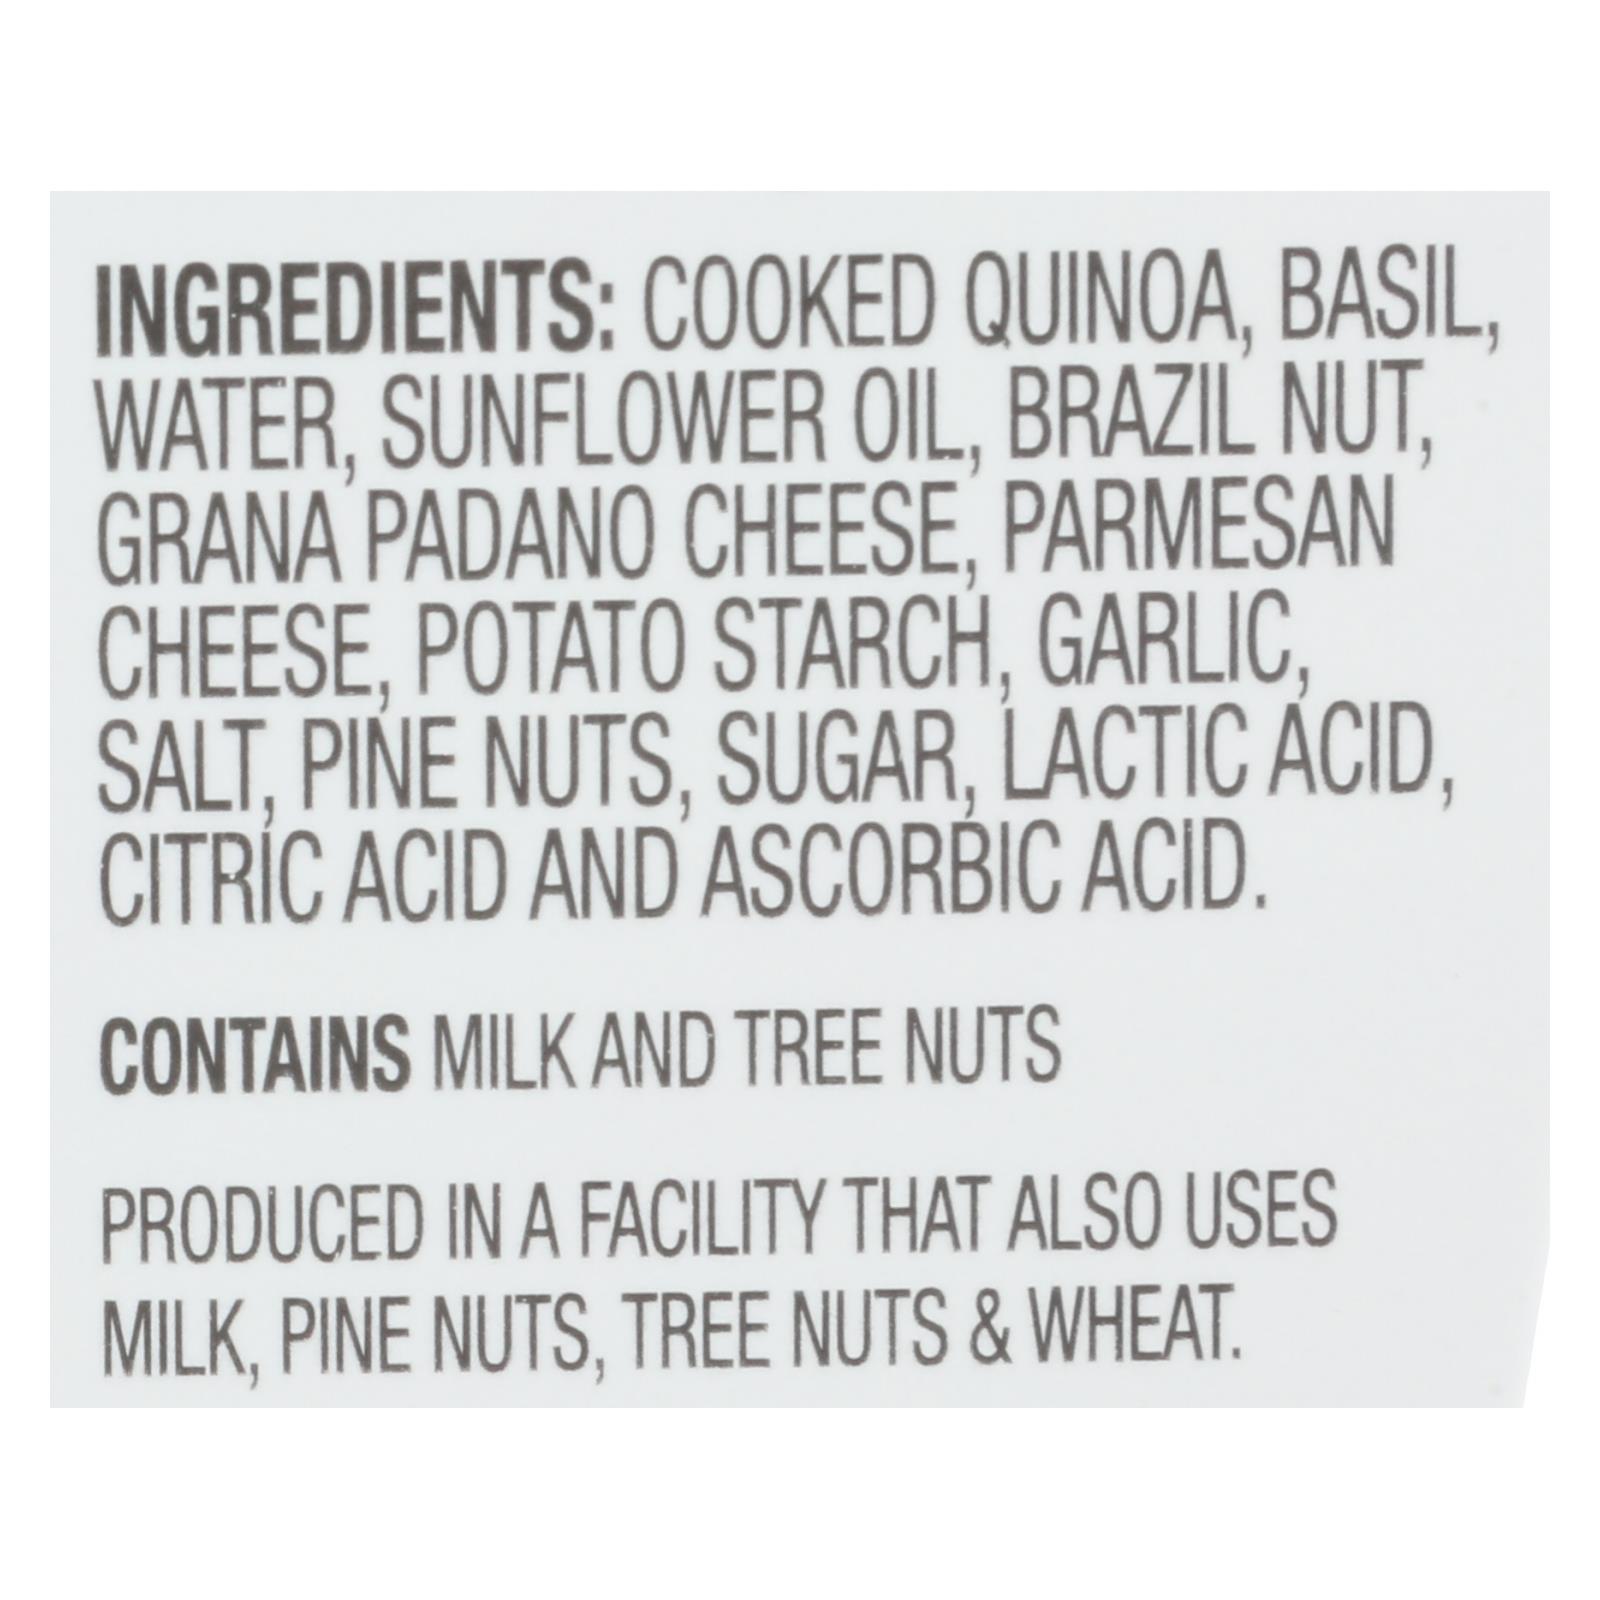 INGREDIENTS: COOKED QUINOA, BASIL,
WATER, SUNFLOWER OIL, BRAZIL NUT,
GRANA PADANO CHEESE, PARMESAN
CHEESE, POTATO STARCH, GARLIC,
SALT, PINE NUTS, SUGAR, LACTIC ACID,
CITRIC ACID AND ASCORBIC ACID.
CONTAINS MILK AND TREE NUTS
PRODUCED IN A FACILITY THAT ALSO USES
MILK, PINE NUTS, TREE NUTS & WHEAT.